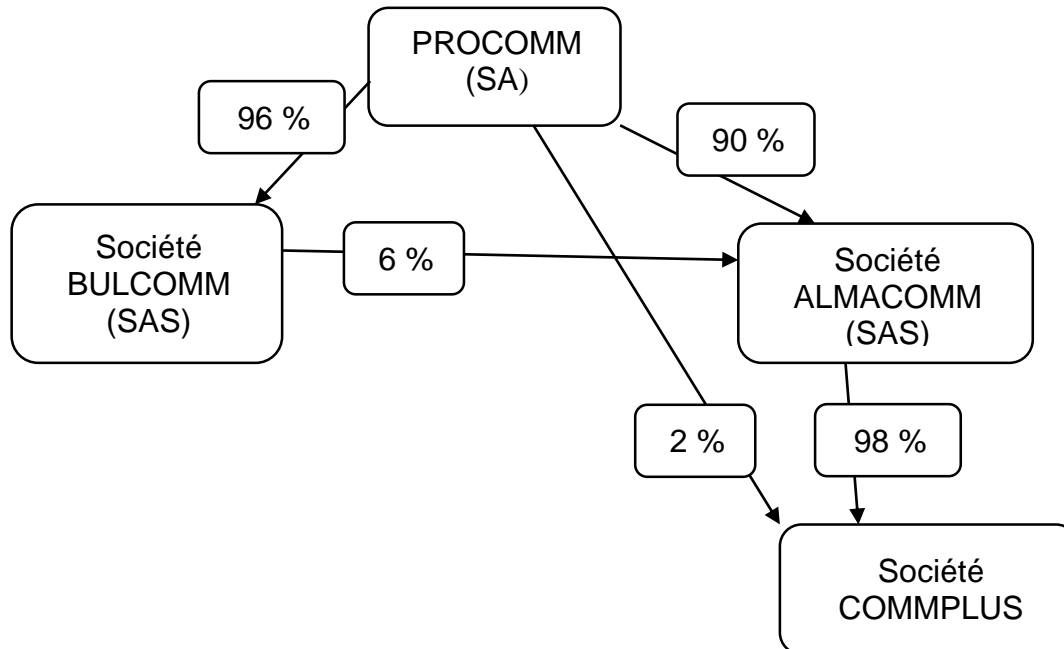 PROCOMM
(SA)
96 %
90 %
Société
BULCOMM
(SAS)
6 %
Société
ALMACOMM
(SAS)
2 %
98 %
Société
COMMPLUS